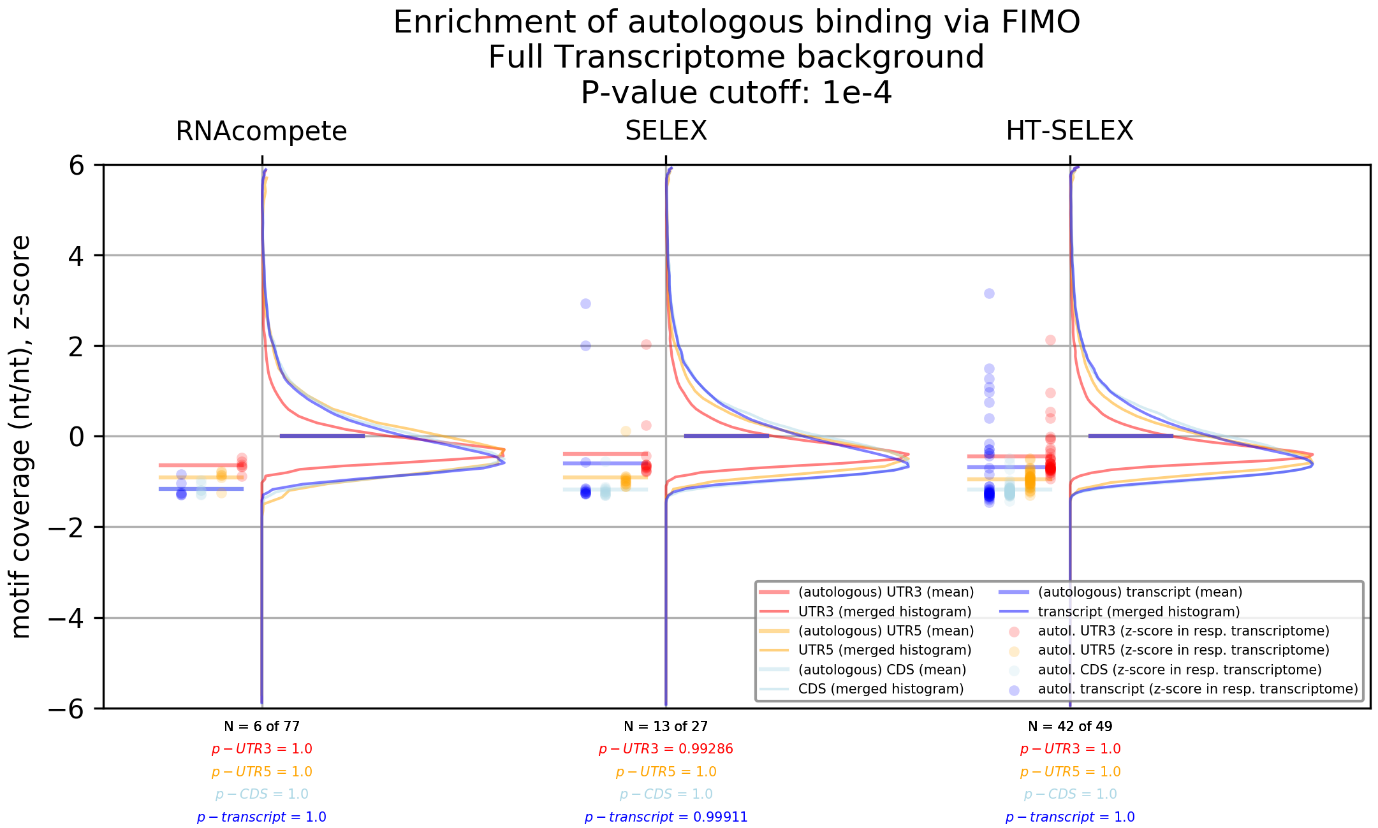 Enrichment of autologous binding via FIMO
Full Transcriptome background
P-value cutoff: 1e-4
RNAcompete
SELEX
HT-SELEX
motif coverage (nt/nt), z-score
6
4
2
0
−2
−4
−6
(autologous) UTR3 (mean)
UTR3 (merged histogram)
(autologous) UTR5 (mean)
UTR5 (merged histogram)
(autologous) CDS (mean)
CDS (merged histogram)
(autologous) transcript (mean)
transcript (merged histogram)
autol. UTR3 (z-score in resp. transcriptome)
autol. UTR5 (z-score in resp. transcriptome)
autol. CDS (z-score in resp. transcriptome)
autol. transcript (z-score in resp. transcriptome)
N = 6 of 77
p − UTR3 = 1.0
p − UTR5 = 1.0
p − CDS = 1.0
p − transcript = 1.0
N = 13 of 27
p − UTR3 = 0.99286
p − UTR5 = 1.0
p − CDS = 1.0
p − transcript = 0.99911
N = 42 of 49
p − UTR3 = 1.0
p − UTR5 = 1.0
p − CDS = 1.0
p − transcript = 1.0